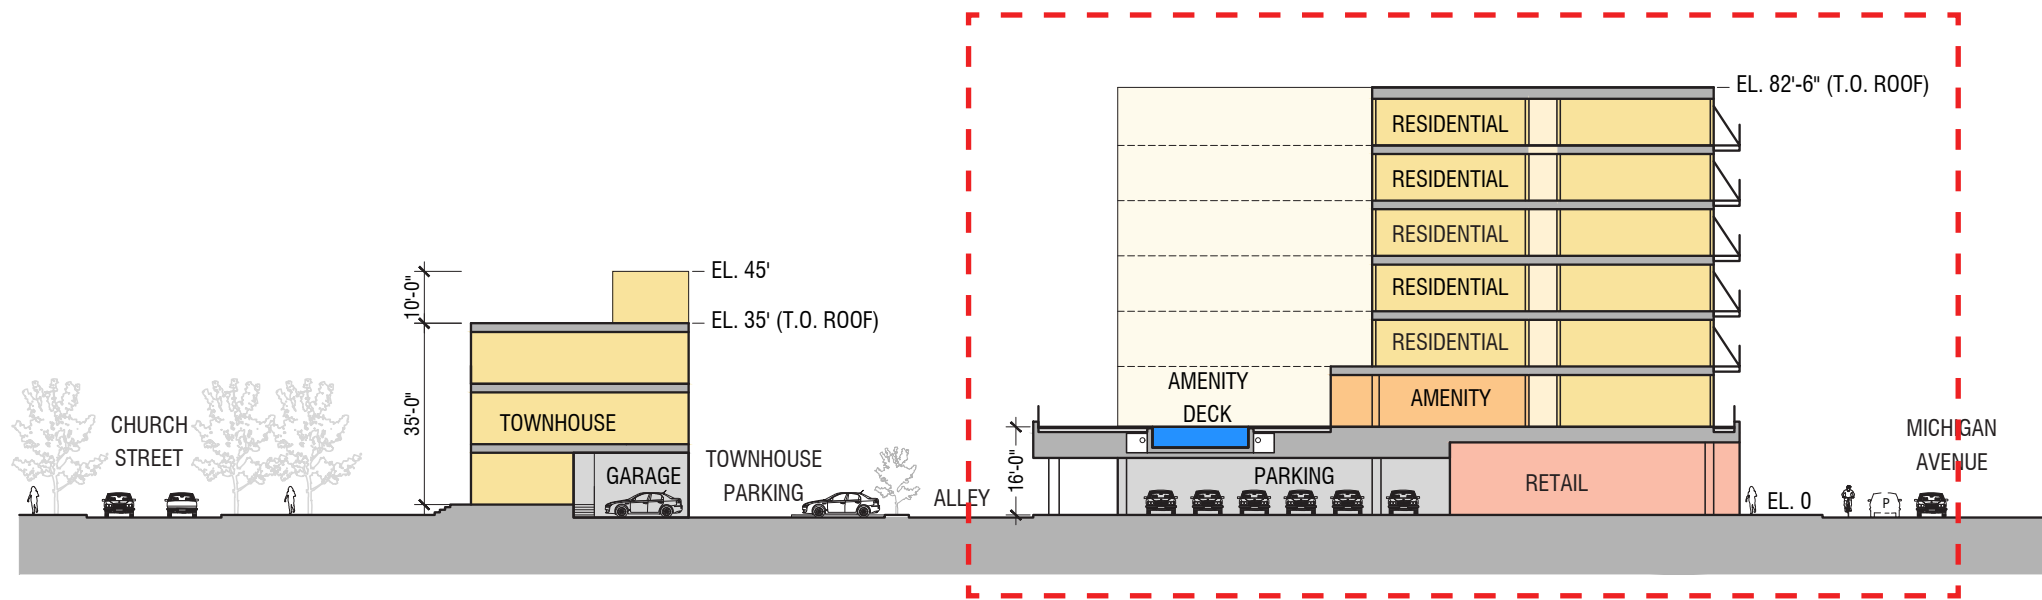 EL. 82'-6" (T.O. ROOF)
RESIDENTIAL
RESIDENTIAL
RESIDENTIAL
RESIDENTIAL
RESIDENTIAL
EL. 45'
10'-0"
EL. 35' (T.O. ROOF)
35'-0"
CHURCH
STREET
TOWNHOUSE
GARAGE
TOWNHOUSE
PARKING
ALLEY
AMENITY
DECK
AMENITY
16'-0"
PARKING
RETAIL
EL. 0
P
MICHIGAN
AVENUE